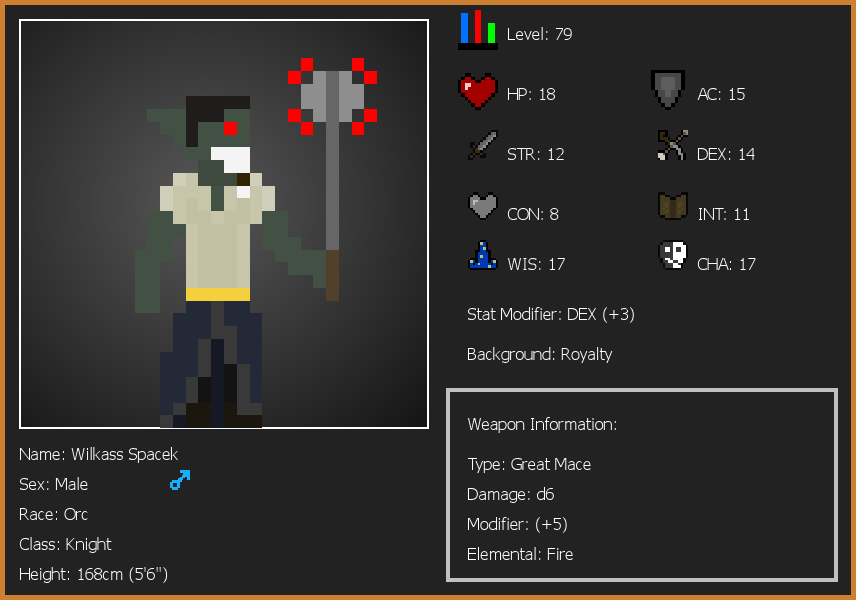 Level: 79
HP: 18
AC: 15
STR: 12
DEX: 14
CON: 8
INT: 11
WIS: 17
CHA: 17
Stat Modifier: DEX (+3)
Background: Royalty
Weapon Information:
Type: Great Mace
Damage: d6
Modifier: (+5)
Elemental: Fire
Name: Wilkass Spacek
Sex: Male
Race: Orc
Class: Knight
Height: 168cm (5'6")